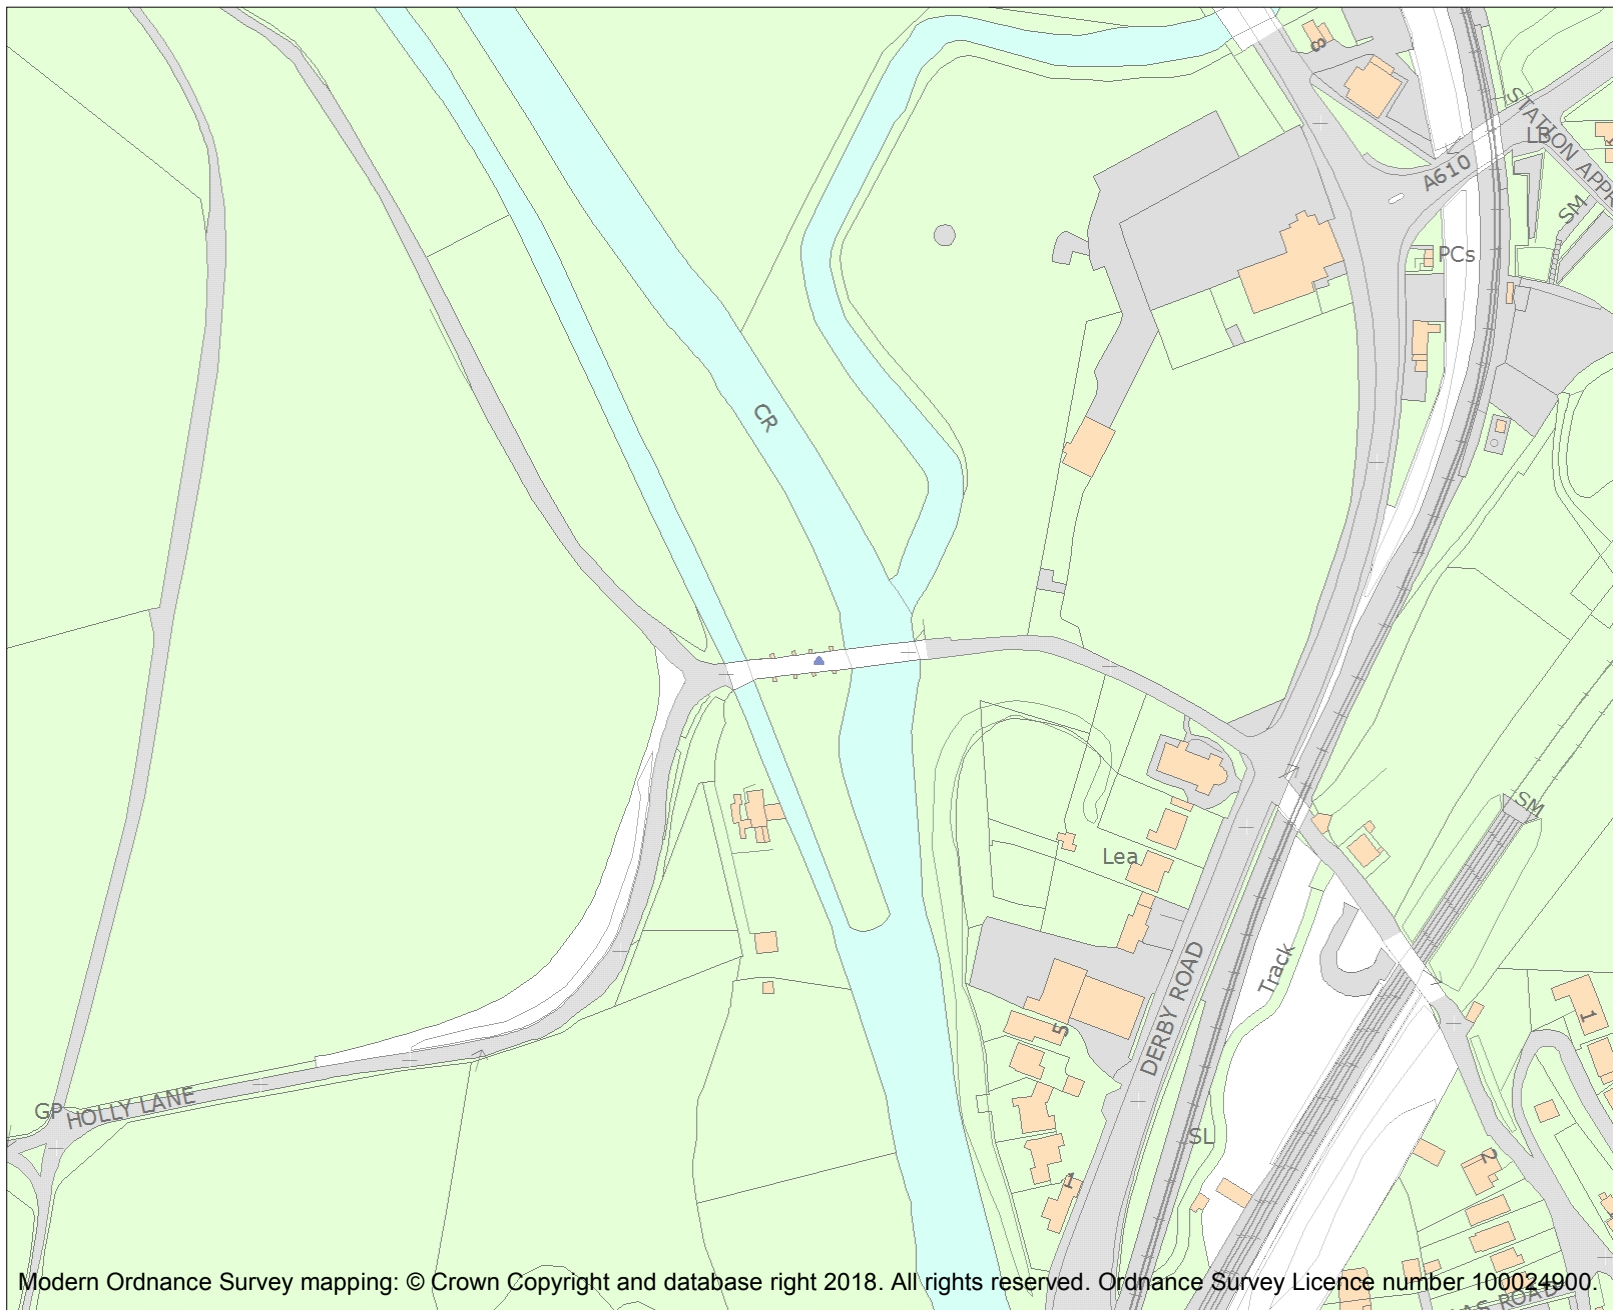 8
STATION APPR
LB
A610
SM
PCs
CR
SM
Lea
Track
DERBY ROAD
5
1
GP
HOLLY LANE
SL
1
2
Modern Ordnance Survey mapping: © Crown Copyright and database right 2018. All rights reserved. Ordnance Survey Licence number 100024900.